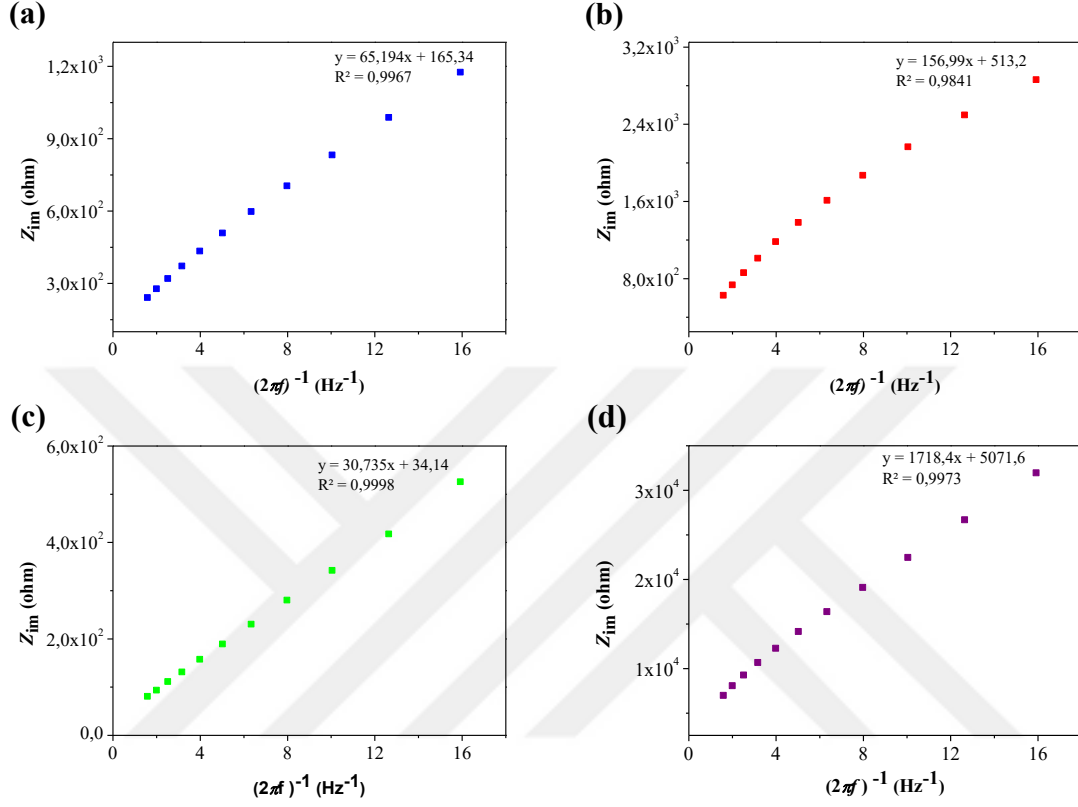 (a)
y = 65,194x + 165,34
R² = 0,9967
1,2x10³
9,0x10²
6,0x10²
3,0x10²
Zim (ohm)
0 4 8 12 16
(2πf) -1 (Hz-1)
(b)
y = 156,99x + 513,2
R² = 0,9841
3,2x10³
2,4x10³
1,6x10³
8,0x10²
Zim (ohm)
0 4 8 12 16
(2πf) -1 (Hz-1)
(c)
y = 30,735x + 34,14
R² = 0,9998
6,0x10²
4,0x10²
2,0x10²
0,0
Zim (ohm)
0 4 8 12 16
(2πf )-1 (Hz-1)
(d)
y = 1718,4x + 5071,6
R² = 0,9973
3x10⁴
2x10⁴
1x10⁴
Zim (ohm)
0 4 8 12 16
(2πf ) -1 (Hz-1)